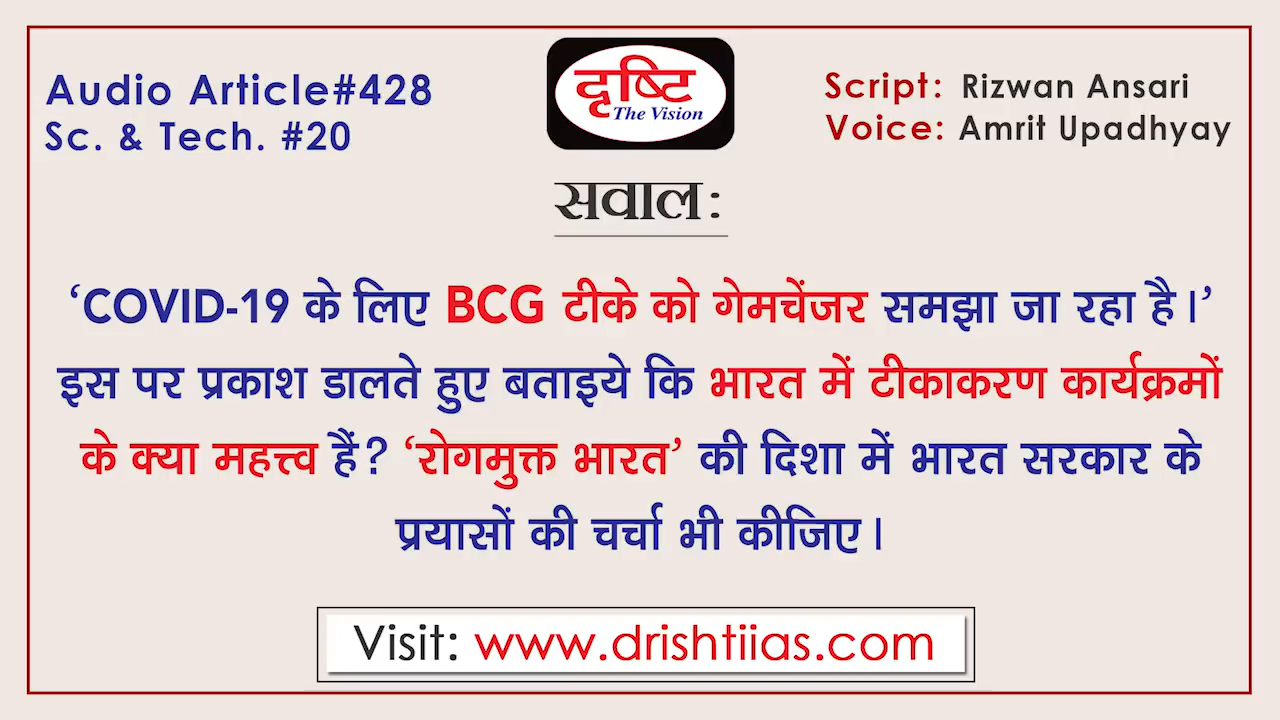 Audio Article#428
Sc. & Tech. #20
दृष्टि
The Vision
Script: Rizwan Ansari
Voice: Amrit Upadhyay
सवाल:
‘COVID-19 के लिए BCG टीके को गेमचेंजर समझा जा रहा है।’
इस पर प्रकाश डालते हुए बताइये कि भारत में टीकाकरण कार्यक्रमों
के क्या महत्त्व हैं? ‘रोगमुक्त भारत’ की दिशा में भारत सरकार के
प्रयासों की चर्चा भी कीजिए।
Visit: www.drishtiias.com